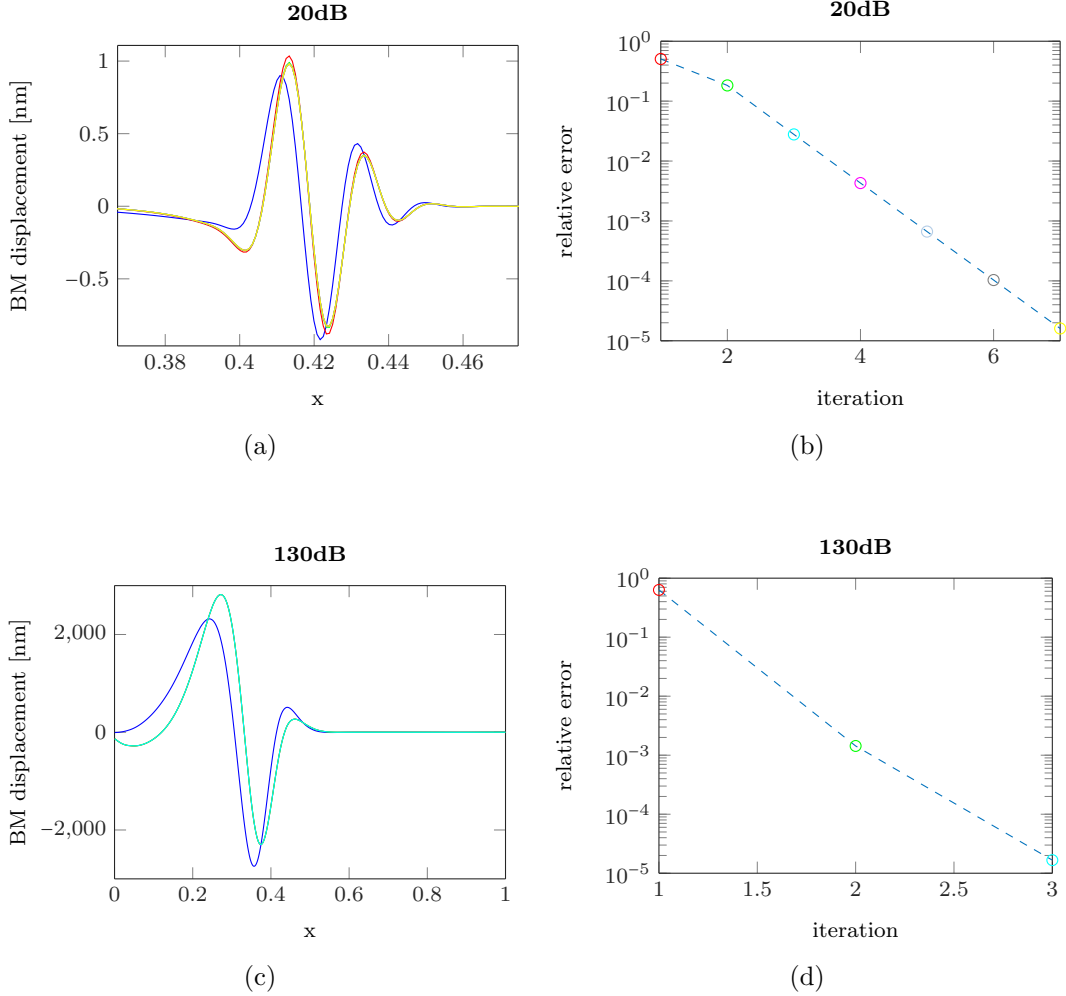 20dB
BM displacement [nm]
1
0.5
0
−0.5
0.38 0.4 0.42 0.44 0.46
x
(a)
20dB
relative error
10^0
10^−1
10^−2
10^−3
10^−4
10^−5
2 4 6
iteration
(b)
130dB
BM displacement [nm]
2,000
0
−2,000
0 0.2 0.4 0.6 0.8 1
x
(c)
130dB
relative error
10^0
10^−1
10^−2
10^−3
10^−4
10^−5
1 1.5 2 2.5 3
iteration
(d)